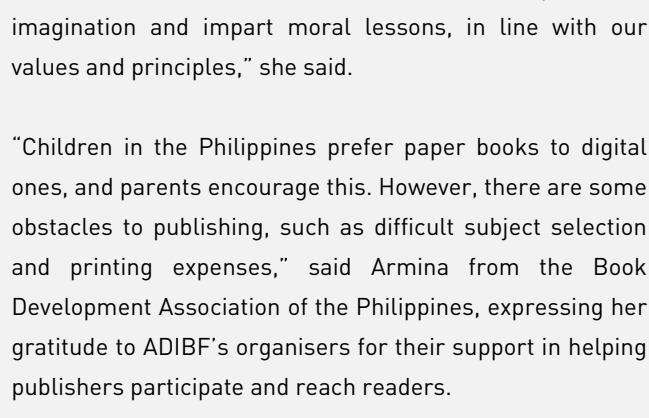 imagination and impart moral lessons, in line with our
values and principles,” she said.
“Children in the Philippines prefer paper books to digital
ones, and parents encourage this. However, there are some
obstacles to publishing, such as difficult subject selection
and printing expenses,” said Armina from the Book
Development Association of the Philippines, expressing her
gratitude to ADIBF’s organisers for their support in helping
publishers participate and reach readers.